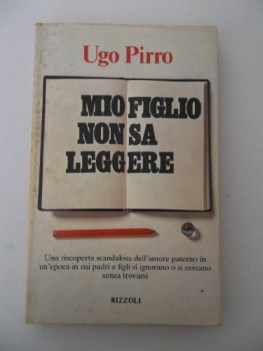 Ugo Pirro
MIO FIGLIO
NON SA
LEGGERE
Una riscoperta scandalosa dell'amore paterno in
un'epoca in cui padri e figli si ignorano o si cercano
senza trovarsi
RIZZOLI